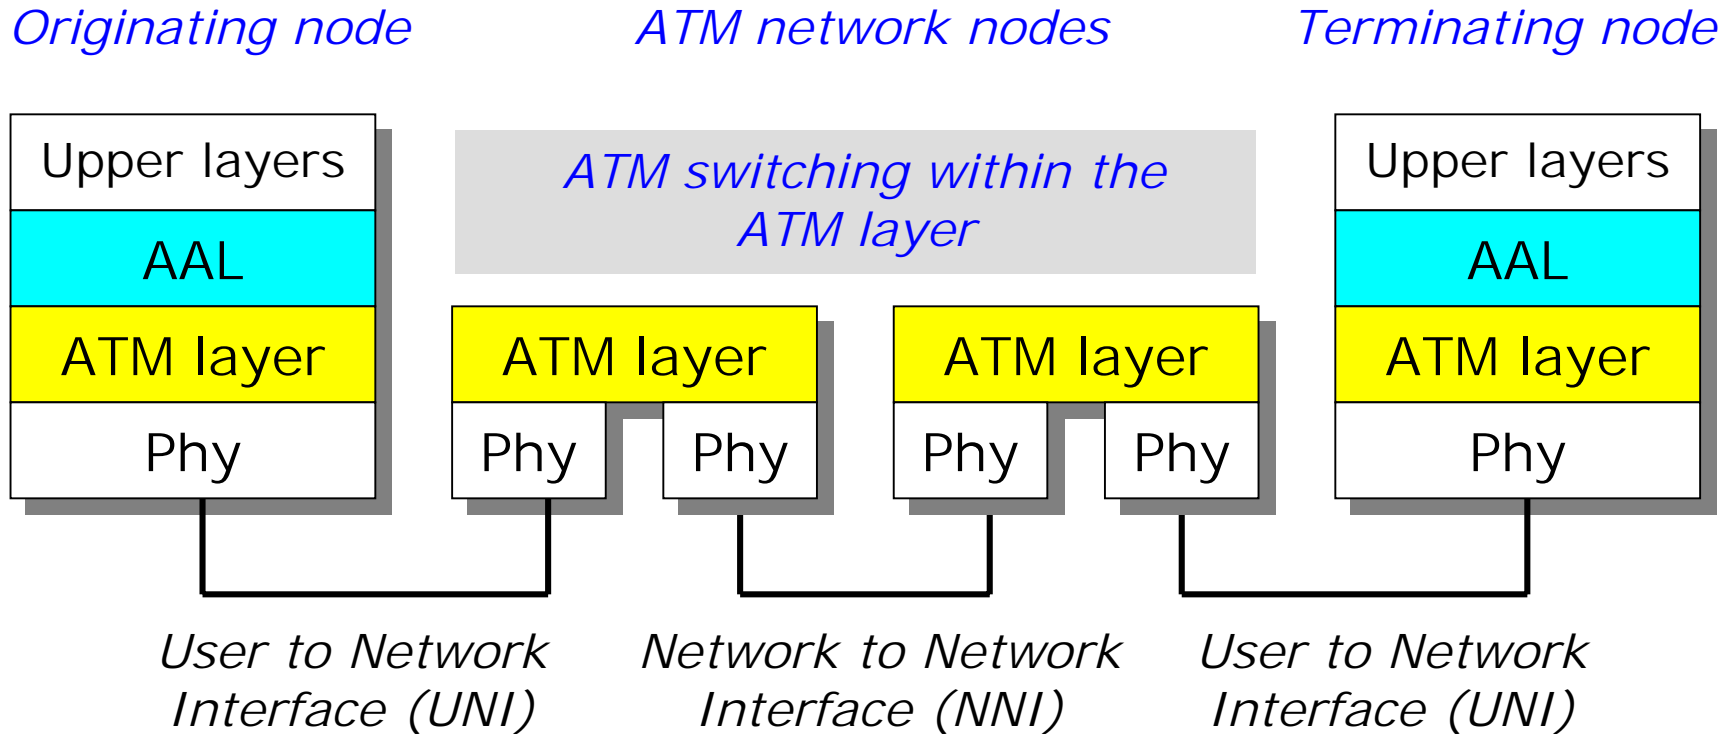 Originating node
ATM network nodes
Terminating node
Upper layers
AAL
ATM layer
Phy
ATM switching within the
ATM layer
ATM layer
Phy
Phy
ATM layer
Phy
Phy
Upper layers
AAL
ATM layer
Phy
User to Network
Interface (UNI)
Network to Network
Interface (NNI)
User to Network
Interface (UNI)